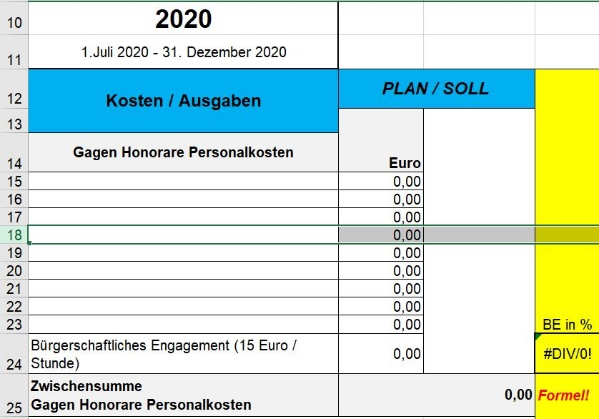 10 2020
11 1.Juli 2020 - 31. Dezember 2020
12 Kosten / Ausgaben PLAN / SOLL
13
14 Gagen Honorare Personalkosten Euro
15 0,00
16 0,00
17 0,00
18 0,00
19 0,00
20 0,00
21 0,00
22 0,00
23 0,00 BE in %
Bürgerschaftliches Engagement (15 Euro /
24 Stunde) 0,00 #DIV/0!
Zwischensumme
25 Gagen Honorare Personalkosten 0,00 Formel!